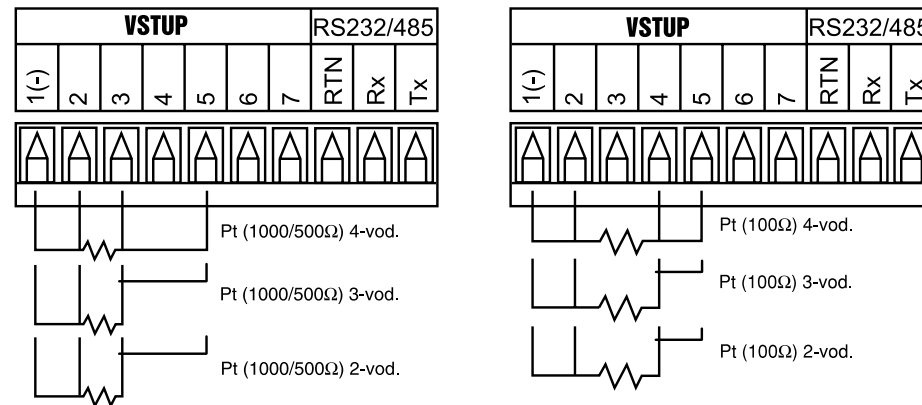 VSTUP RS232/485
1(-) 2 3 4 5 6 7 RTN Rx Tx
Pt (1000/500Ω) 4-vod.
Pt (1000/500Ω) 3-vod.
Pt (1000/500Ω) 2-vod.
VSTUP RS232/485
1(-) 2 3 4 5 6 7 RTN Rx Tx
Pt (100Ω) 4-vod.
Pt (100Ω) 3-vod.
Pt (100Ω) 2-vod.